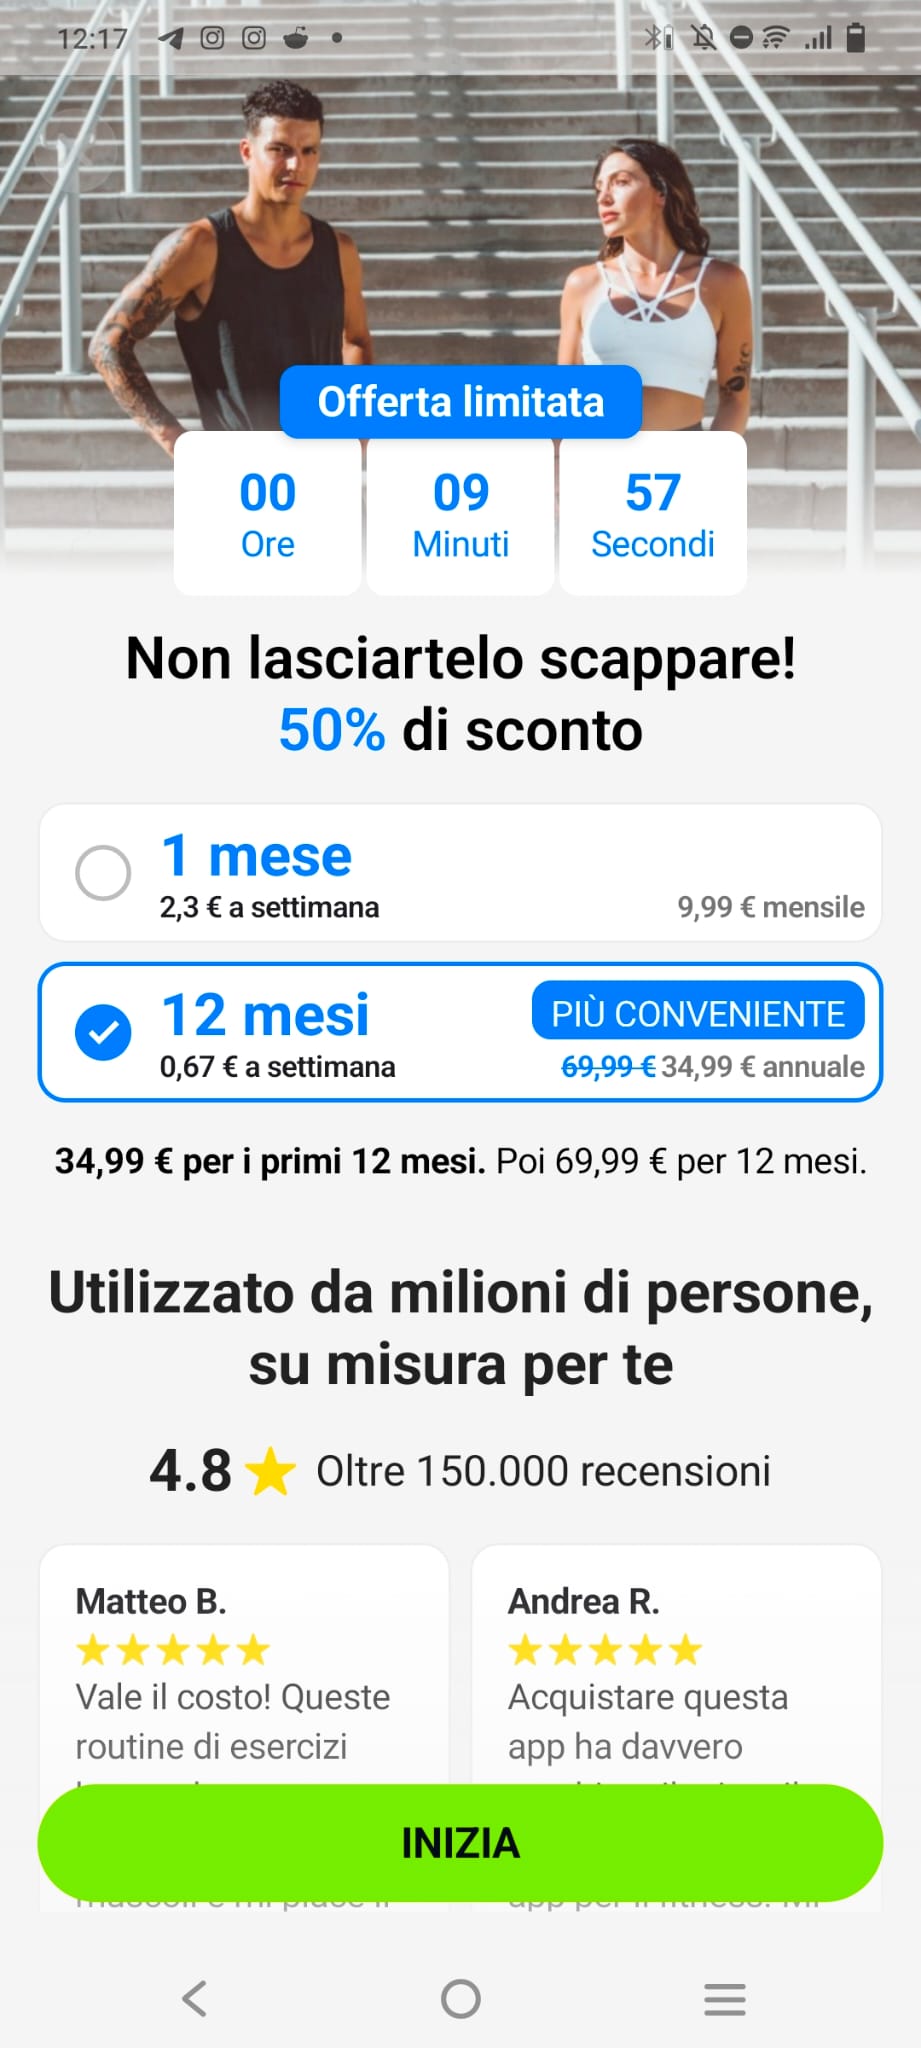 12:17
Offerta limitata
00 09 57
Ore Minuti Secondi
Non lasciartelo scappare!
50% di sconto
1 mese
2,3 € a settimana 9,99 € mensile
12 mesi PIÙ CONVENIENTE
0,67 € a settimana 69,99 € 34,99 € annuale
34,99 € per i primi 12 mesi. Poi 69,99 € per 12 mesi.
Utilizzato da milioni di persone,
su misura per te
4.8 Oltre 150.000 recensioni
Matteo B.
Vale il costo! Queste
routine di esercizi
Andrea R.
Acquistare questa
app ha davvero
INIZIA